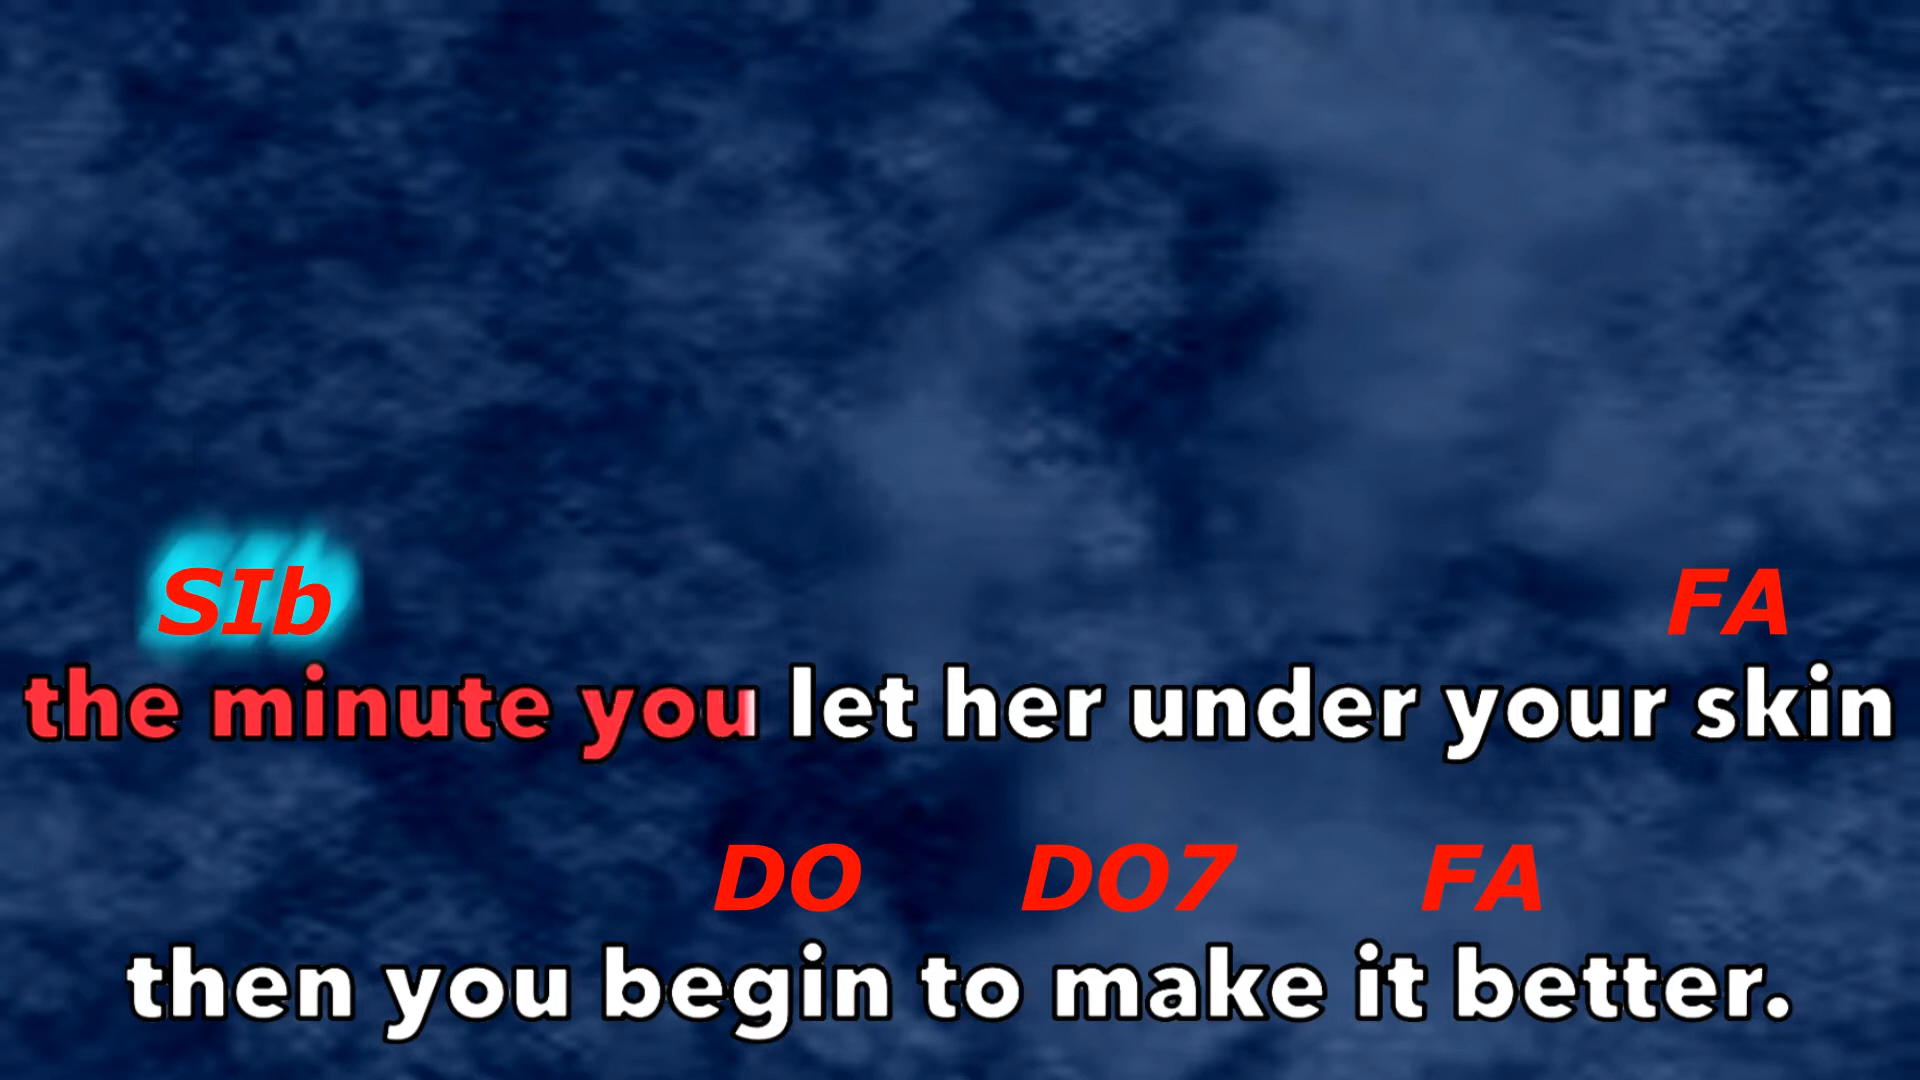 SIb FA
the minute you let her under your skin
DO DO7 FA
then you begin to make it better.